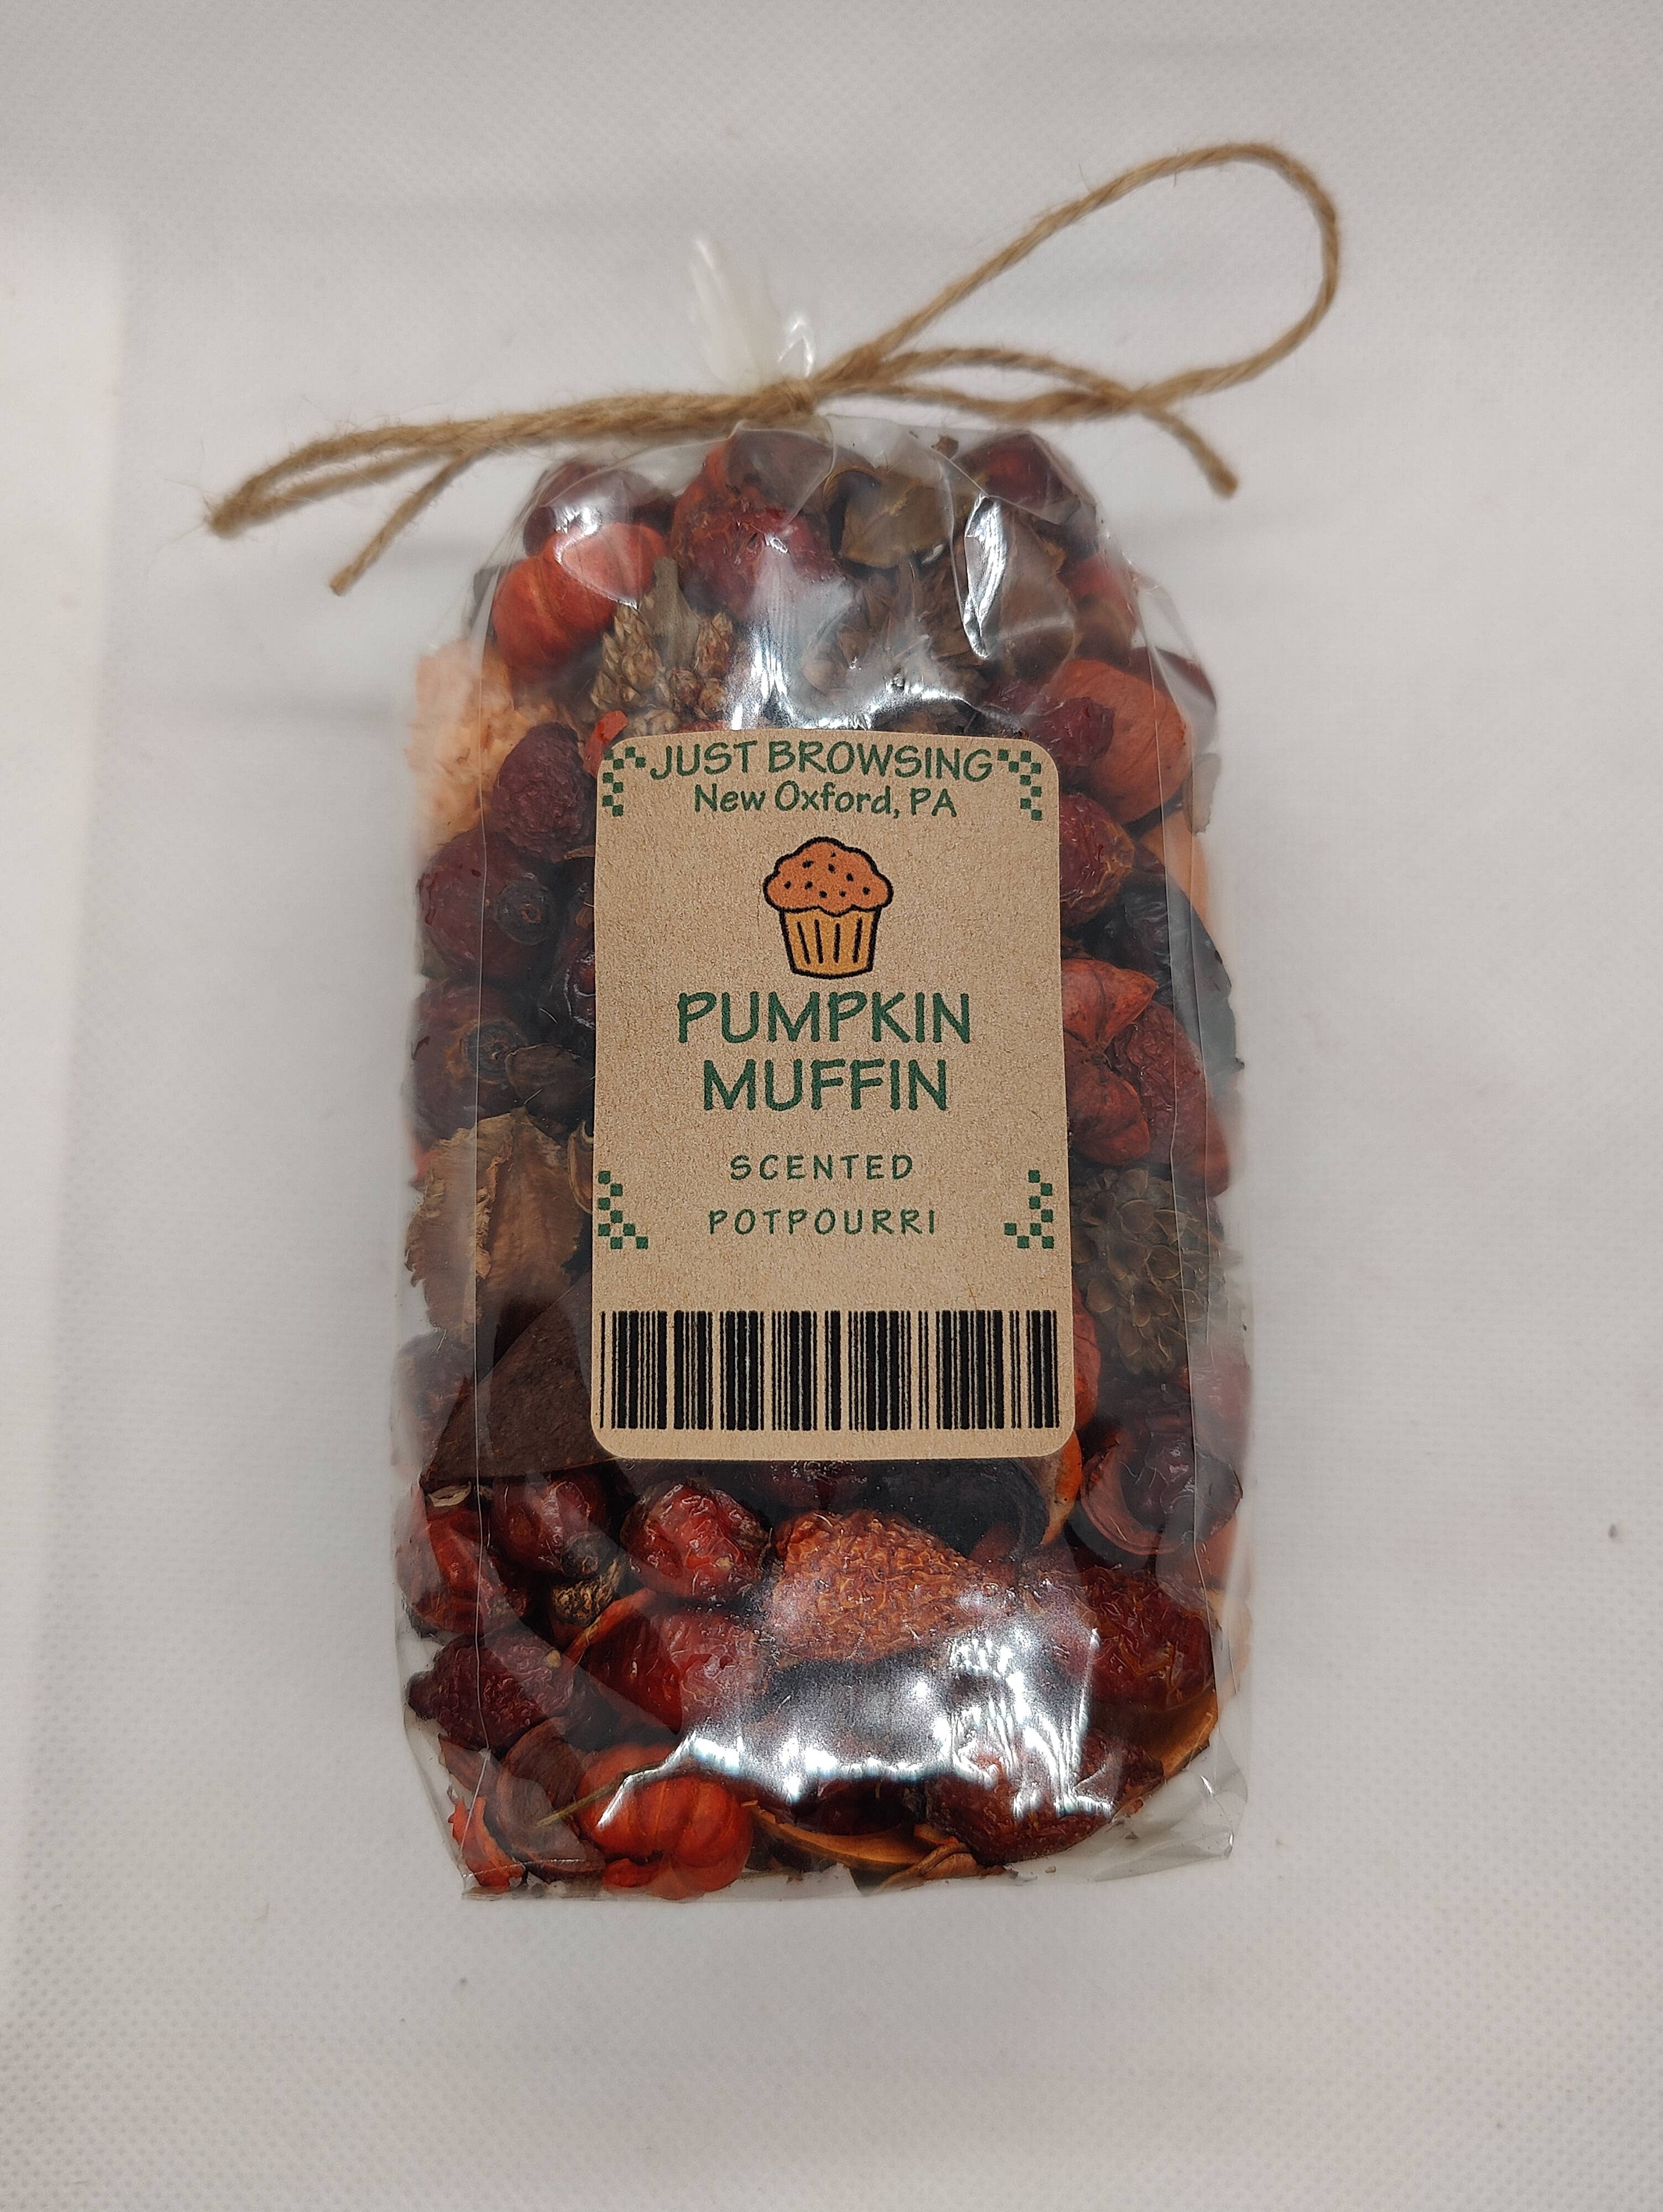 JUST BROWSING
New Oxford, PA
PUMPKIN
MUFFIN
SCENTED
POTPOURRI